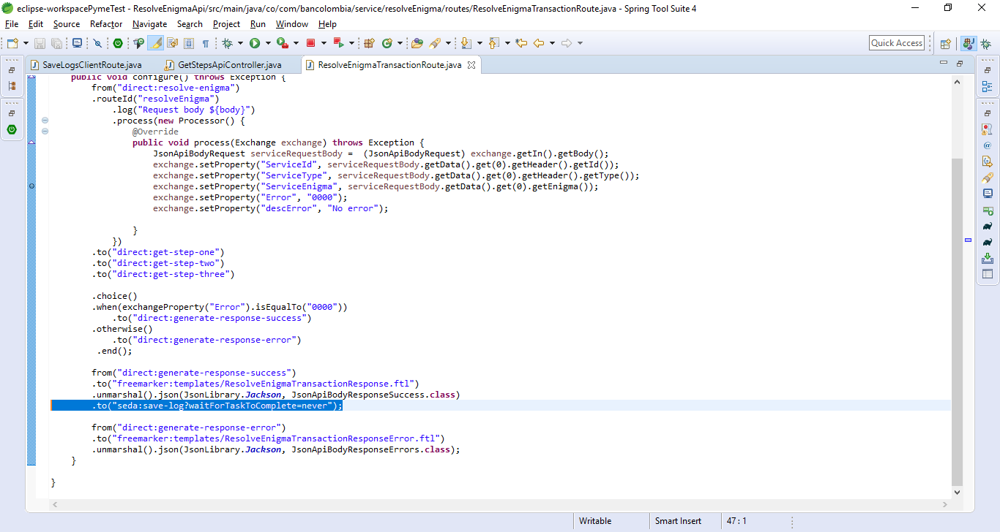 eclipse-workspacePymeTest - ResolveEnigmaApi/src/main/java/co/com/bancolombia/service/resolveEnigma/routes/ResolveEnigmaTransactionRoute.java - Spring Tool Suite 4
File Edit Source Refactor Navigate Search Project Run Window Help
Quick Access
SaveLogsClientRoute.java GetStepsApiController.java ResolveEnigmaTransactionRoute.java
public void configure() throws Exception {
from("direct:resolve-enigma")
.routeId("resolveEnigma")
.log("Request body ${body}")
.process(new Processor() {
@Override
public void process(Exchange exchange) throws Exception {
JsonApiBodyRequest serviceRequestBody =  (JsonApiBodyRequest) exchange.getIn().getBody();
exchange.setProperty("ServiceId", serviceRequestBody.getData().get(0).getHeader().getId());
exchange.setProperty("ServiceType", serviceRequestBody.getData().get(0).getHeader().getType());
exchange.setProperty("ServiceEnigma", serviceRequestBody.getData().get(0).getEnigma());
exchange.setProperty("Error", "0000");
exchange.setProperty("descError", "No error");
}
})
.to("direct:get-step-one")
.to("direct:get-step-two")
.to("direct:get-step-three")
.choice()
.when(exchangeProperty("Error").isEqualTo("0000"))
.to("direct:generate-response-success")
.otherwise()
.to("direct:generate-response-error")
.end();
from("direct:generate-response-success")
.to("freemarker:templates/ResolveEnigmaTransactionResponse.ftl")
.unmarshal().json(JsonLibrary.Jackson, JsonApiBodyResponseSuccess.class)
.to("seda:save-log?waitForTaskToComplete=never");
from("direct:generate-response-error")
.to("freemarker:templates/ResolveEnigmaTransactionResponseError.ftl")
.unmarshal().json(JsonLibrary.Jackson, JsonApiBodyResponseErrors.class);
}
}
Writable Smart Insert 47 : 1